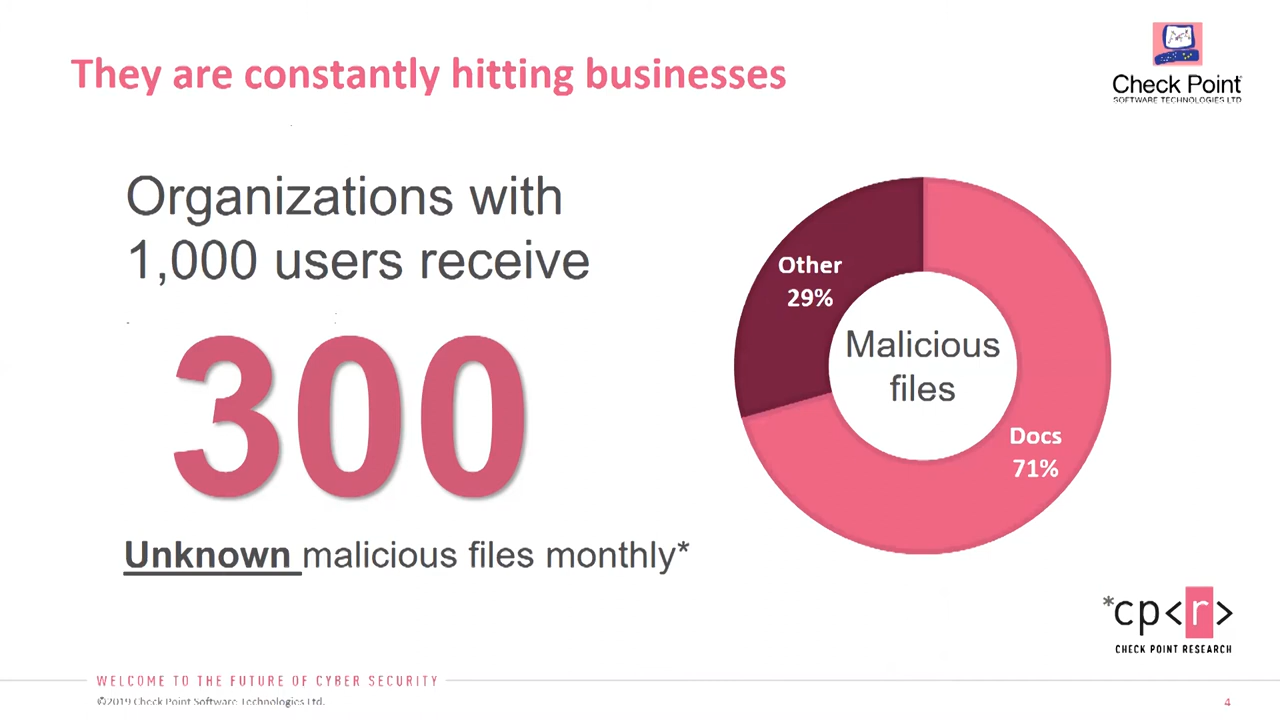 They are constantly hitting businesses
Check Point
SOFTWARE TECHNOLOGIES LTD
Organizations with
1,000 users receive
300
Unknown malicious files monthly*
Other
29%
Malicious
files
Docs
71%
*cp<r>
CHECK POINT RESEARCH
WELCOME TO THE FUTURE OF CYBER SECURITY
©2019 Check Point Software Technologies Ltd.
4